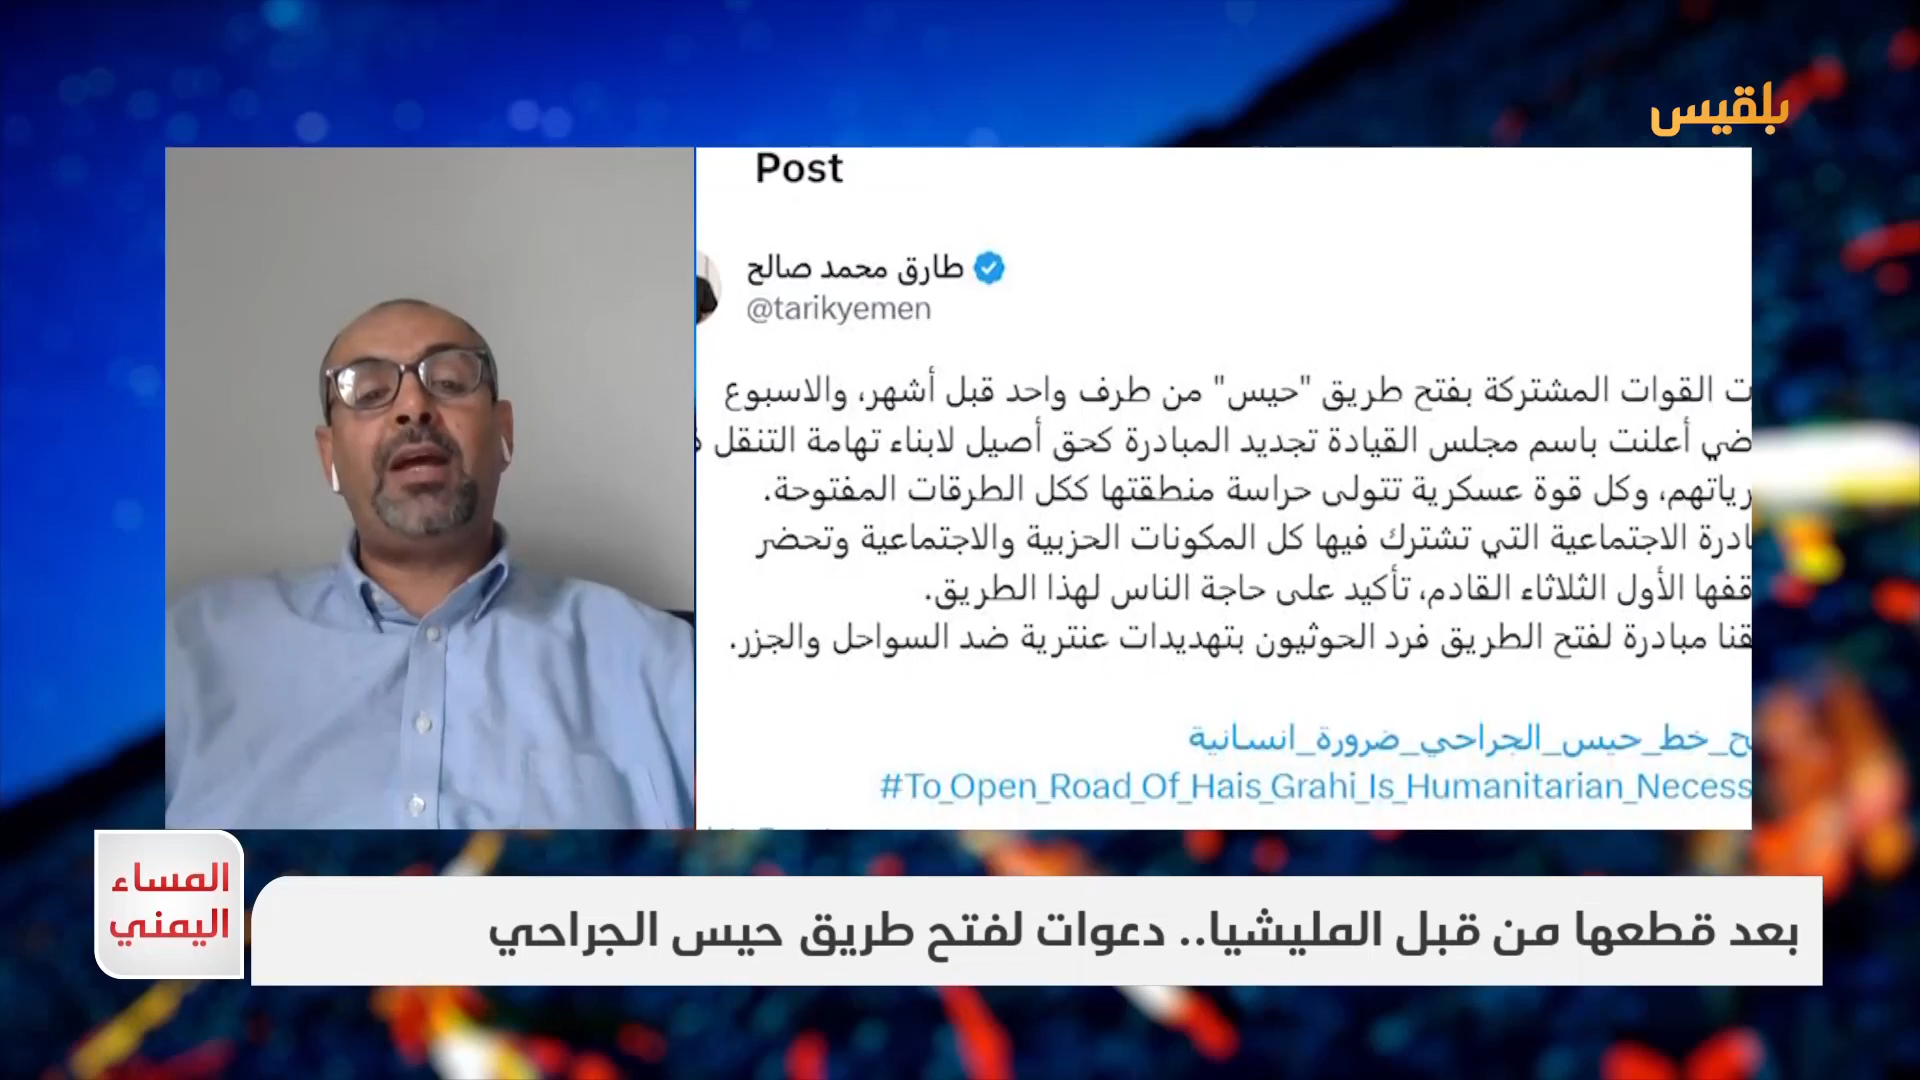 بلقيس
Post
طارق محمد صالح
@tarikyemen
القوات المشتركة بفتح طريق "حيس" من طرف واحد قبل أشهر، والاسبوع
أعلنت باسم مجلس القيادة تجديد المبادرة كحق أصيل لابناء تهامة التنقل
وكل قوة عسكرية تتولى حراسة منطقتها ككل الطرقات المفتوحة.
الاجتماعية التي تشترك فيها كل المكونات الحزبية والاجتماعية وتحضر
الأول الثلاثاء القادم، تأكيد على حاجة الناس لهذا الطريق.
مبادرة لفتح الطريق فرد الحوثيون بتهديدات عنترية ضد السواحل والجزر.
خط_حيس_الجراحي_ضرورة_انسانية
#To_Open_Road_Of_Hais_Grahi_Is_Humanitarian_Necess
المساء
اليمني
بعد قطعها من قبل المليشيا.. دعوات لفتح طريق حيس الجراحي